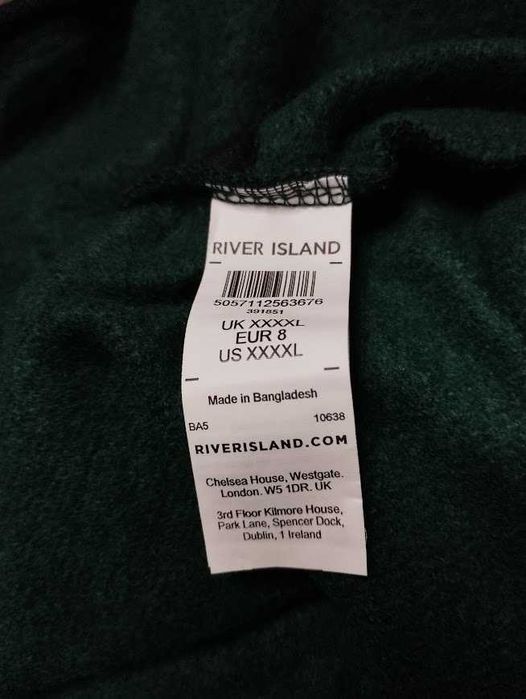 RIVER ISLAND
5057112563676
391851
UK XXXXL
EUR 8
US XXXXL
Made in Bangladesh
BA5 10638
RIVERISLAND.COM
Chelsea House, Westgate.
London. W5 1DR. UK
3rd Floor Kilmore House,
Park Lane, Spencer Dock,
Dublin, 1 Ireland